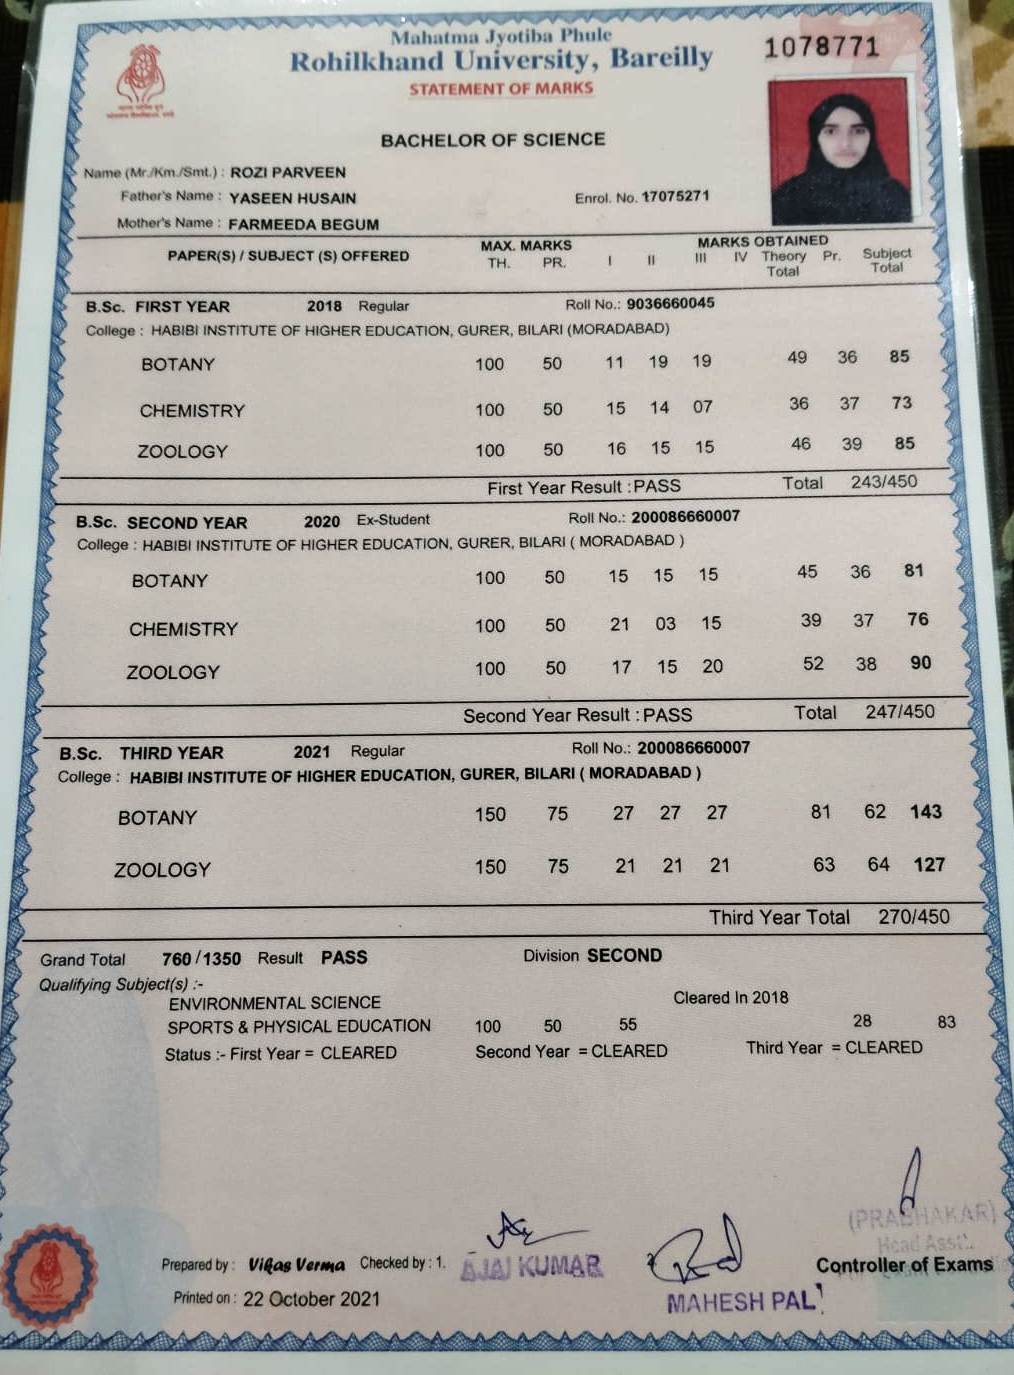 Mahatma Jyotiba Phule
1078771
Rohilkhand University, Bareilly
STATEMENT OF MARKS
BACHELOR OF SCIENCE
Name (Mr./Km./Smt.) : ROZI PARVEEN
Father's Name : YASEEN HUSAIN Enrol. No. 17075271
Mother's Name : FARMEEDA BEGUM
PAPER(S) / SUBJECT (S) OFFERED MAX. MARKS MARKS OBTAINED
TH. PR. I II III IV Theory Total Pr. Subject Total
B.Sc. FIRST YEAR 2018 Regular Roll No.: 9036660045
College : HABIBI INSTITUTE OF HIGHER EDUCATION, GURER, BILARI (MORADABAD)
BOTANY 100 50 11 19 19 49 36 85
CHEMISTRY 100 50 15 14 07 36 37 73
ZOOLOGY 100 50 16 15 15 46 39 85
First Year Result : PASS Total 243/450
B.Sc. SECOND YEAR 2020 Ex-Student Roll No.: 200086660007
College : HABIBI INSTITUTE OF HIGHER EDUCATION, GURER, BILARI ( MORADABAD )
BOTANY 100 50 15 15 15 45 36 81
CHEMISTRY 100 50 21 03 15 39 37 76
ZOOLOGY 100 50 17 15 20 52 38 90
Second Year Result : PASS Total 247/450
B.Sc. THIRD YEAR 2021 Regular Roll No.: 200086660007
College : HABIBI INSTITUTE OF HIGHER EDUCATION, GURER, BILARI ( MORADABAD )
BOTANY 150 75 27 27 27 81 62 143
ZOOLOGY 150 75 21 21 21 63 64 127
Third Year Total 270/450
Grand Total 760/1350 Result PASS Division SECOND
Qualifying Subject(s) :-
ENVIRONMENTAL SCIENCE Cleared In 2018
SPORTS & PHYSICAL EDUCATION 100 50 55 28 83
Status :- First Year = CLEARED Second Year = CLEARED Third Year = CLEARED
(PRABHAKAR)
Head Asstt.
Prepared by : Vikas Verma Checked by : 1. AJAI KUMAR Controller of Exams
Printed on : 22 October 2021 MAHESH PAL